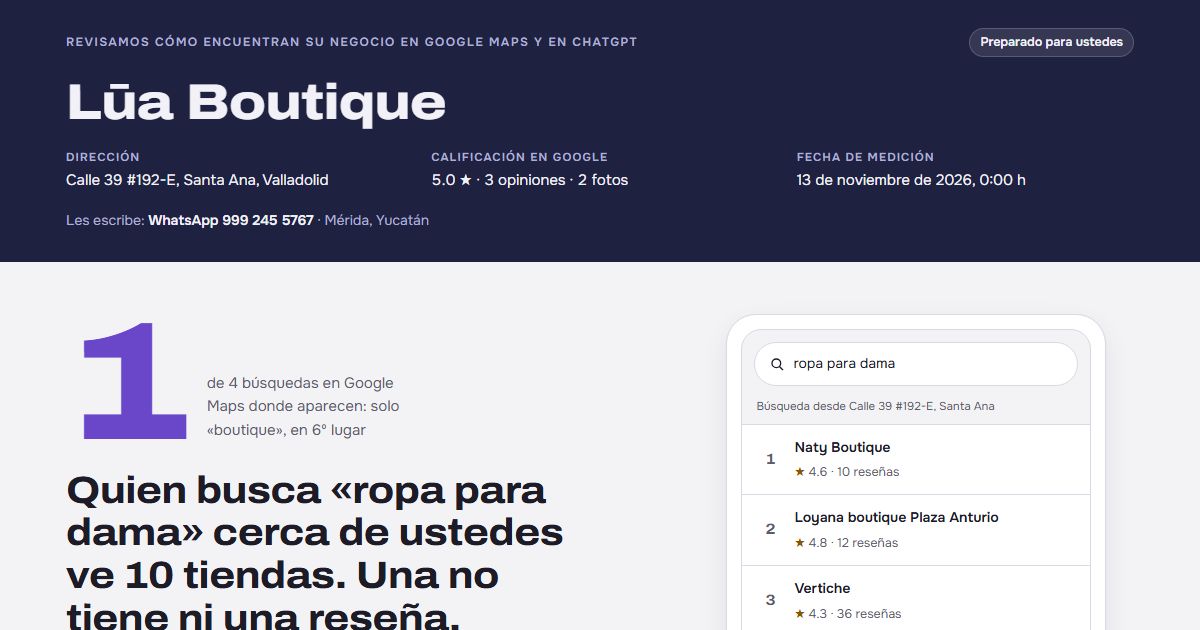 REVISAMOS CÓMO ENCUENTRAN SU NEGOCIO EN GOOGLE MAPS Y EN CHATGPT
Preparado para ustedes
Lūa Boutique
DIRECCIÓN
Calle 39 #192-E, Santa Ana, Valladolid
CALIFICACIÓN EN GOOGLE
5.0 ★ · 3 opiniones · 2 fotos
FECHA DE MEDICIÓN
13 de noviembre de 2026, 0:00 h
Les escribe: WhatsApp 999 245 5767 · Mérida, Yucatán
1
de 4 búsquedas en Google
Maps donde aparecen: solo
«boutique», en 6º lugar
Quien busca «ropa para
dama» cerca de ustedes
ve 10 tiendas. Una no
tiene ni una reseña.
ropa para dama
Búsqueda desde Calle 39 #192-E, Santa Ana
1
Naty Boutique
★ 4.6 · 10 reseñas
2
Loyana boutique Plaza Anturio
★ 4.8 · 12 reseñas
3
Vertiche
★ 4.3 · 36 reseñas